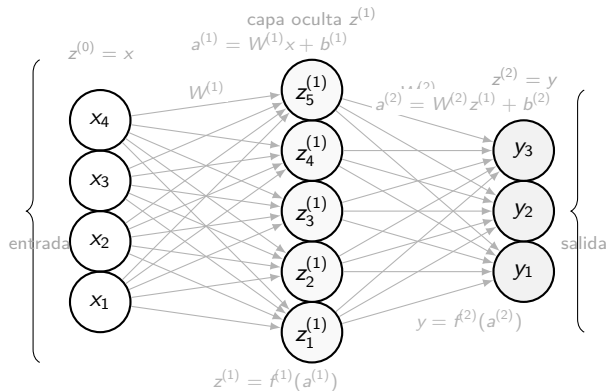 capa oculta z^{(1)}
z^{(0)} = x
a^{(1)} = W^{(1)}x + b^{(1)}
z^{(2)} = y
W^{(1)}
a^{(2)} = W^{(2)}z^{(1)} + b^{(2)}
z_5^{(1)}
x_4
z_4^{(1)}
y_3
x_3
z_3^{(1)}
y_2
entrada
x_2
salida
z_2^{(1)}
y_1
x_1
z_1^{(1)}
y = f^{(2)}(a^{(2)})
z^{(1)} = f^{(1)}(a^{(1)})